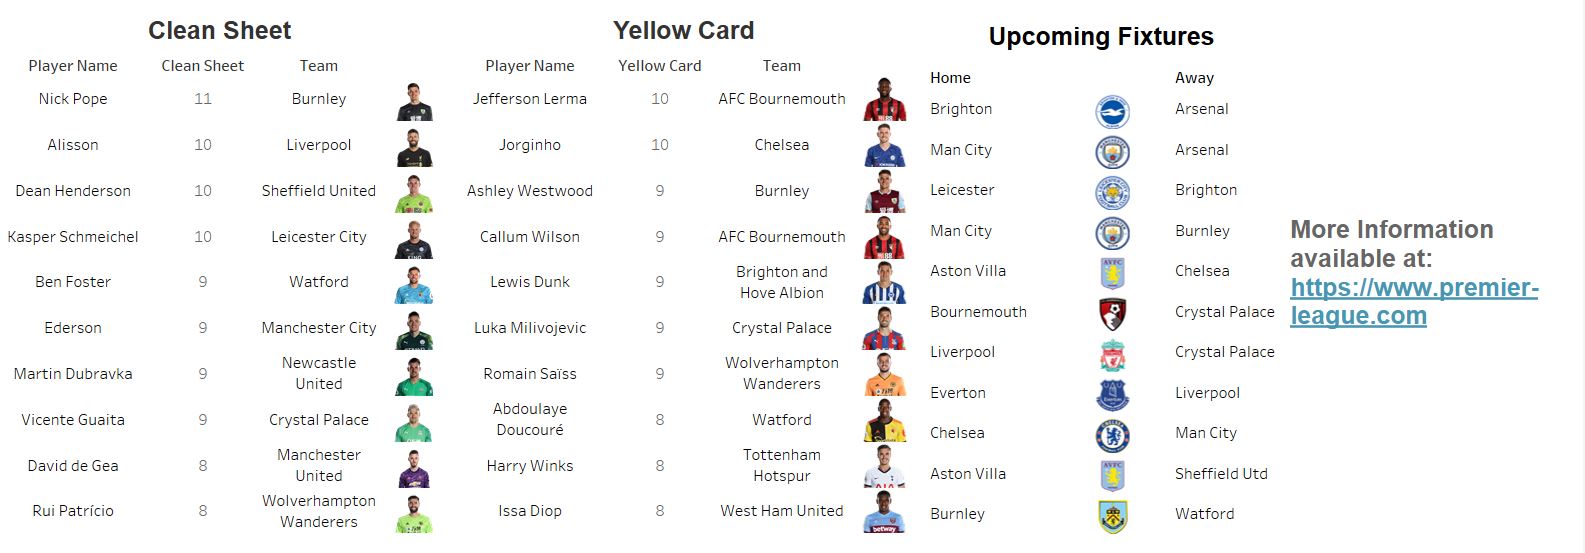 Clean Sheet
Player Name Clean Sheet Team
Nick Pope 11 Burnley
Alisson 10 Liverpool
Dean Henderson 10 Sheffield United
Kasper Schmeichel 10 Leicester City
Ben Foster 9 Watford
Ederson 9 Manchester City
Martin Dubravka 9 Newcastle
United
Vicente Guaita 9 Crystal Palace
David de Gea 8 Manchester
United
Rui Patrício 8 Wolverhampton
Wanderers
Yellow Card
Player Name Yellow Card Team
Jefferson Lerma 10 AFC Bournemouth
Jorginho 10 Chelsea
Ashley Westwood 9 Burnley
Callum Wilson 9 AFC Bournemouth
Lewis Dunk 9 Brighton and
Hove Albion
Luka Milivojevic 9 Crystal Palace
Romain Saïss 9 Wolverhampton
Wanderers
Abdoulaye
Doucouré 8 Watford
Harry Winks 8 Tottenham
Hotspur
Issa Diop 8 West Ham United
Upcoming Fixtures
Home Away
Brighton Arsenal
Man City Arsenal
Leicester Brighton
Man City Burnley
Aston Villa Chelsea
Bournemouth Crystal Palace
Liverpool Crystal Palace
Everton Liverpool
Chelsea Man City
Aston Villa Sheffield Utd
Burnley Watford
More Information
available at:
https://www.premier-
league.com